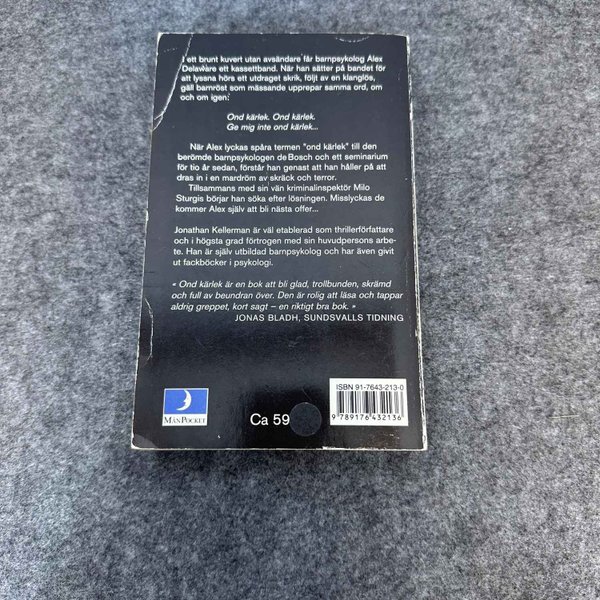 I ett brunt kuvert utan avsändare får barnpsykolog Alex
Delaware ett kassettband. När han sätter på bandet för
att lyssna hörs ett utdraget skrik, följt av en klanglös,
gäll barnröst som mässande upprepar samma ord, om
och om igen:
Ond kärlek. Ond kärlek.
Ge mig inte ond kärlek...
När Alex lyckas spåra termen "ond kärlek" till den
berömde barnpsykologen de Bosch och ett seminarium
för tio år sedan, förstår han genast att han håller på att
dras in i en mardröm av skräck och terror.
Tillsammans med sin vän kriminalinspektör Milo
Sturgis börjar han söka efter lösningen. Misslyckas de
kommer Alex själv att bli nästa offer...
Jonathan Kellerman är väl etablerad som thrillerförfattare
och i högsta grad förtrogen med sin huvudpersons arbe-
te. Han är själv utbildad barnpsykolog och har även givit
ut fackböcker i psykologi.
« Ond kärlek är en bok att bli glad, trollbunden, skrämd
och full av beundran över. Den är rolig att läsa och tappar
aldrig greppet, kort sagt – en riktigt bra bok. »
JONAS BLADH, SUNDSVALLS TIDNING
ISBN 91-7643-213-0
9 789176 432136
MånPocket
Ca 59